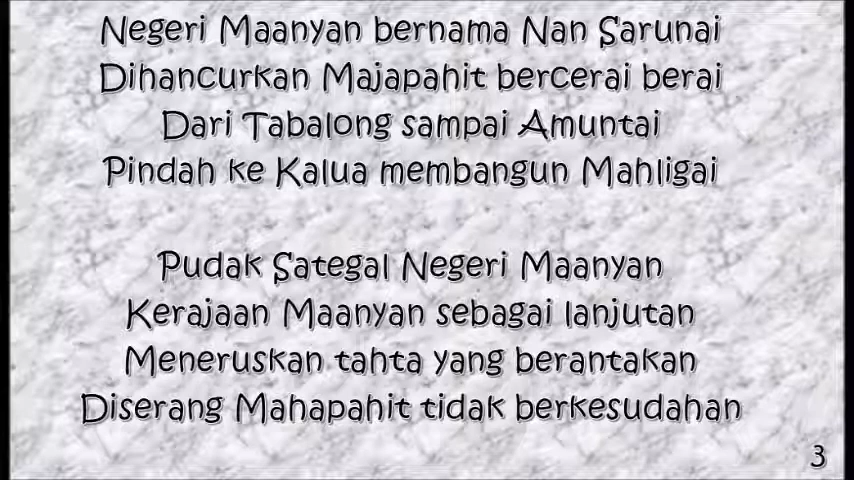 Negeri Maanyan bernama Nan Sarunai
Dihancurkan Majapahit bercerai berai
Dari Tabalong sampai Amuntai
Pindah ke Kalua membangun Mahligai
Pudak Sategal Negeri Maanyan
Kerajaan Maanyan sebagai lanjutan
Meneruskan tahta yang berantakan
Diserang Mahapahit tidak berkesudahan
3